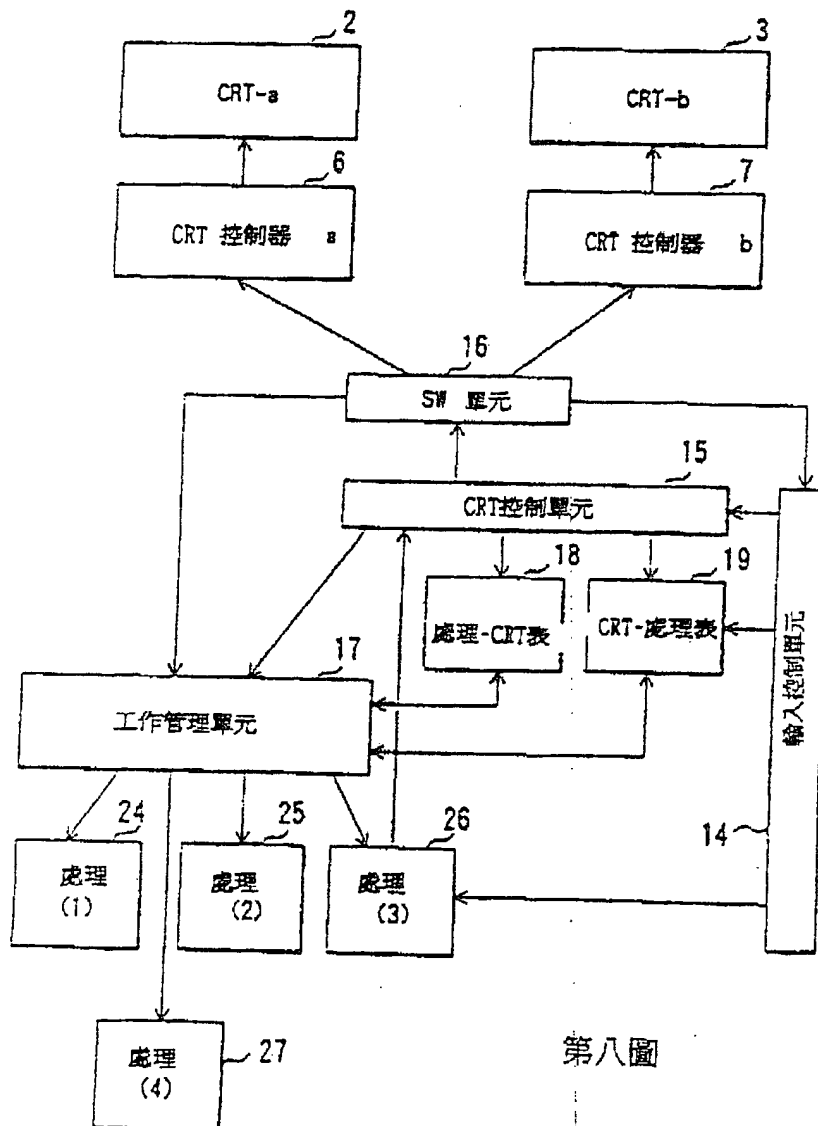 2
3
CRT-a
CRT-b
6
7
CRT 控制器 a
CRT 控制器 b
16
SW 單元
15
CRT控制單元
18
19
處理-CRT表
CRT-處理表
17
工作管理單元
輸入控制單元
14
24
25
26
處理
(1)
處理
(2)
處理
(3)
處理
(4)
27
第八圖